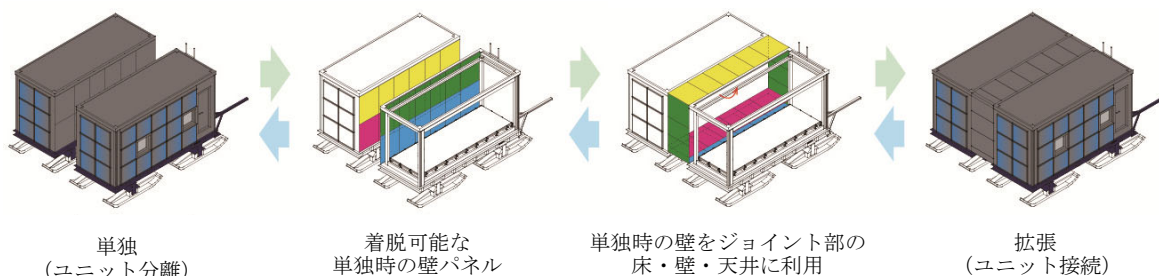 単独
（ユニット分離）
着脱可能な
単独時の壁パネル
単独時の壁をジョイント部の
床・壁・天井に利用
拡張
（ユニット接続）